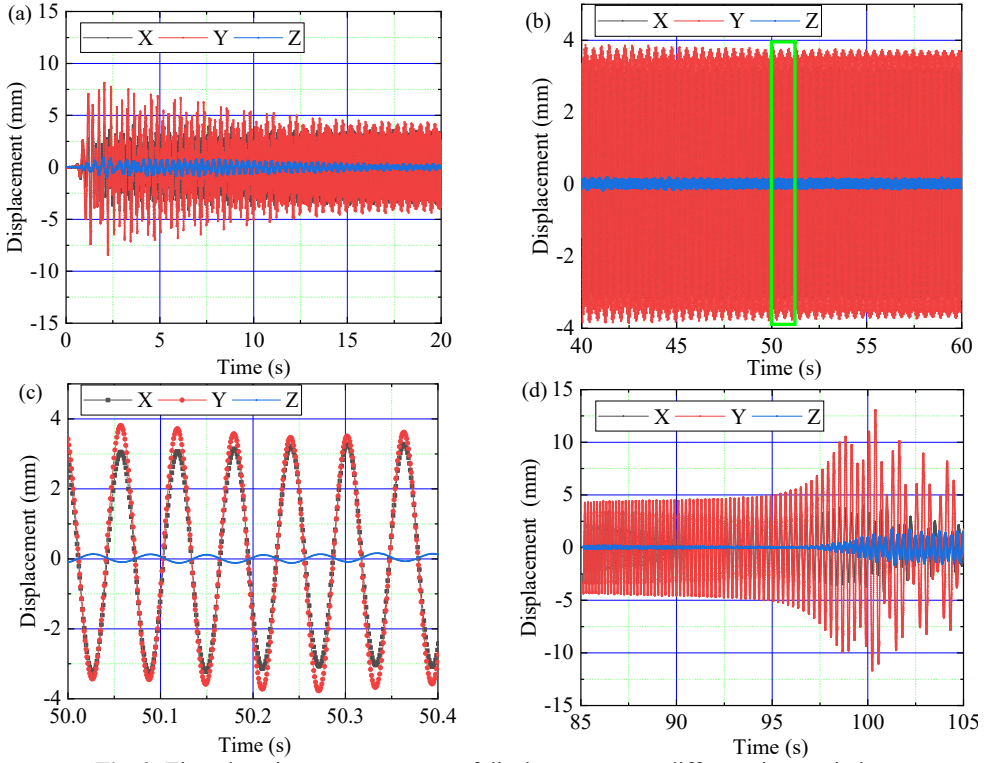 (a)
X Y Z
15
10
5
0
-5
-10
-15
Displacement (mm)
0 5 10 15 20
Time (s)
(b)
X Y Z
4
2
0
-2
-4
Displacement (mm)
40 45 50 55 60
Time (s)
(c)
X Y Z
4
2
0
-2
-4
Displacement (mm)
50.0 50.1 50.2 50.3 50.4
Time (s)
(d)
X Y Z
15
10
5
0
-5
-10
-15
Displacement (mm)
85 90 95 100 105
Time (s)